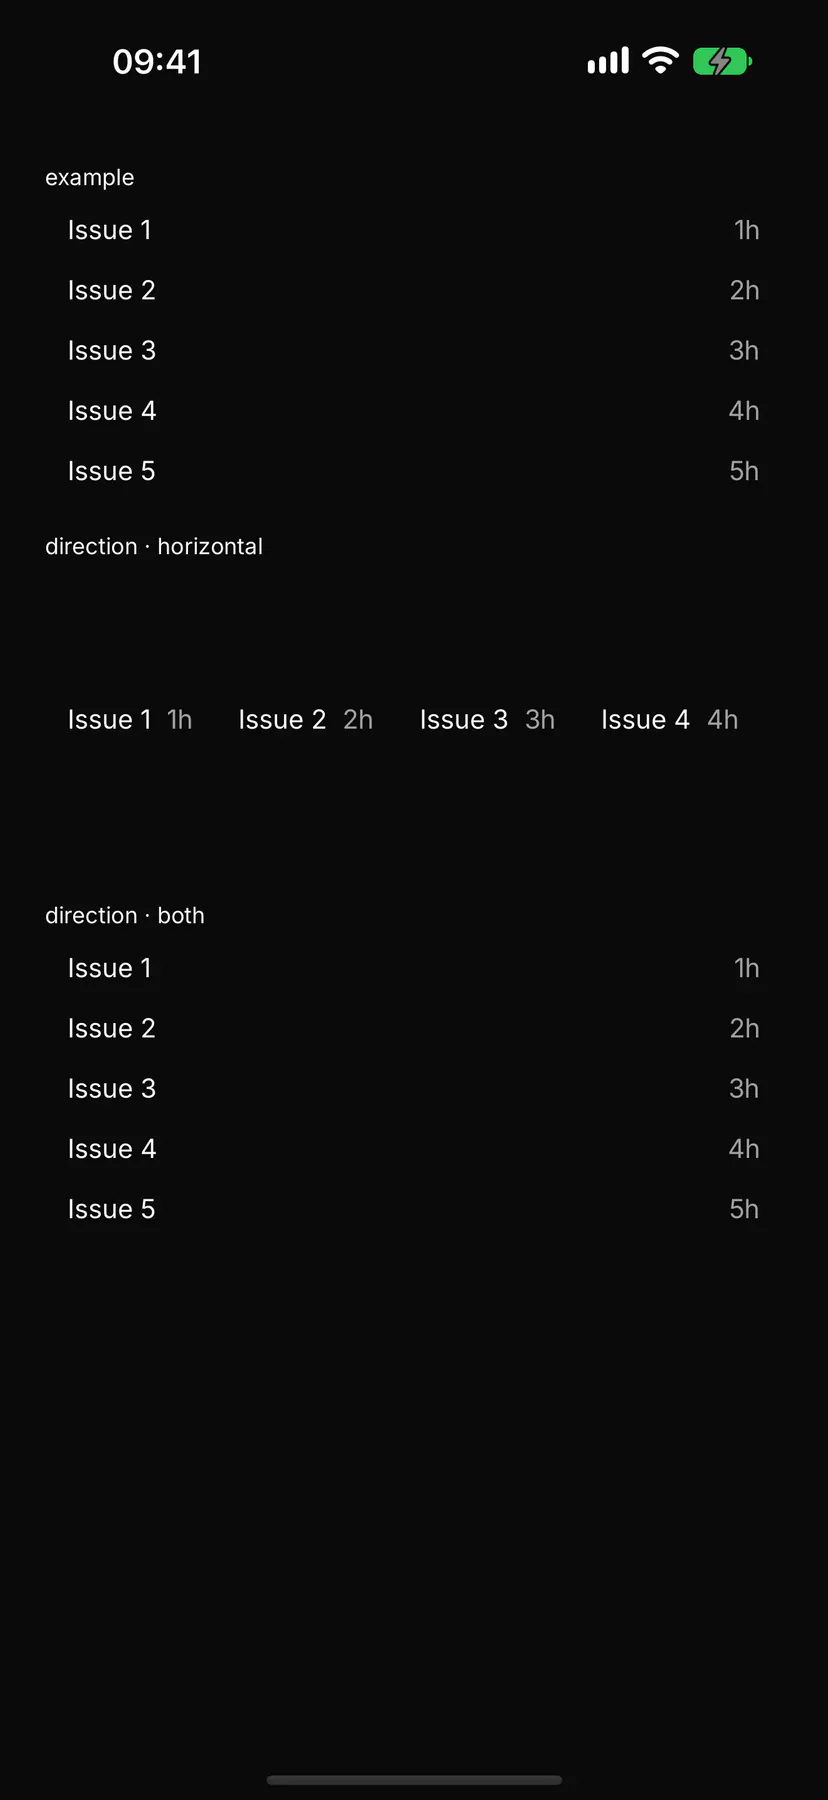 09:41
example
Issue 1 1h
Issue 2 2h
Issue 3 3h
Issue 4 4h
Issue 5 5h
direction · horizontal
Issue 1 1h Issue 2 2h Issue 3 3h Issue 4 4h
direction · both
Issue 1 1h
Issue 2 2h
Issue 3 3h
Issue 4 4h
Issue 5 5h